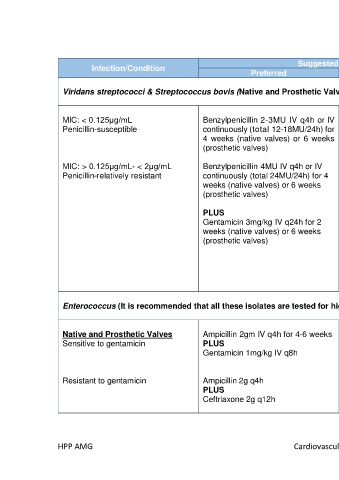 Suggested
Infection/Condition
Preferred
Viridans streptococci & Streptococcus bovis (Native and Prosthetic Valv
MIC: < 0.125µg/mL
Penicillin-susceptible
Benzylpenicillin 2-3MU IV q4h or IV
continuously (total 12-18MU/24h) for
4 weeks (native valves) or 6 weeks
(prosthetic valves)
MIC: > 0.125µg/mL- < 2µg/mL
Penicillin-relatively resistant
Benzylpenicillin 4MU IV q4h or IV
continuously (total 24MU/24h) for 4
weeks (native valves) or 6 weeks
(prosthetic valves)
PLUS
Gentamicin 3mg/kg IV q24h for 2
weeks (native valves) or 6 weeks
(prosthetic valves)
Enterococcus (It is recommended that all these isolates are tested for hi
Native and Prosthetic Valves
Sensitive to gentamicin
Ampicillin 2gm IV q4h for 4-6 weeks
PLUS
Gentamicin 1mg/kg IV q8h
Resistant to gentamicin
Ampicillin 2g q4h
PLUS
Ceftriaxone 2g q12h
HPP AMG
Cardiovascul